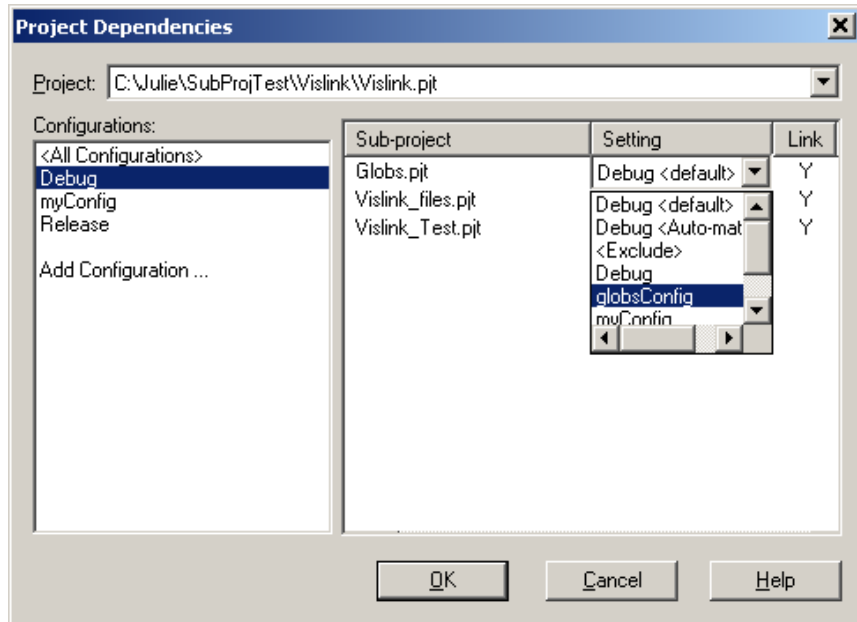 Project Dependencies
Project: C:\Julie\SubProjTest\Vislink\Vislink.pjt
Configurations:
<All Configurations>
Debug
myConfig
Release
Add Configuration ...
Sub-project Setting Link
Globs.pjt Debug <default> Y
Vislink_files.pjt Y
Vislink_Test.pjt Y
Debug <default>
Debug <Auto-mat
<Exclude>
Debug
globsConfig
myConfig
OK Cancel Help